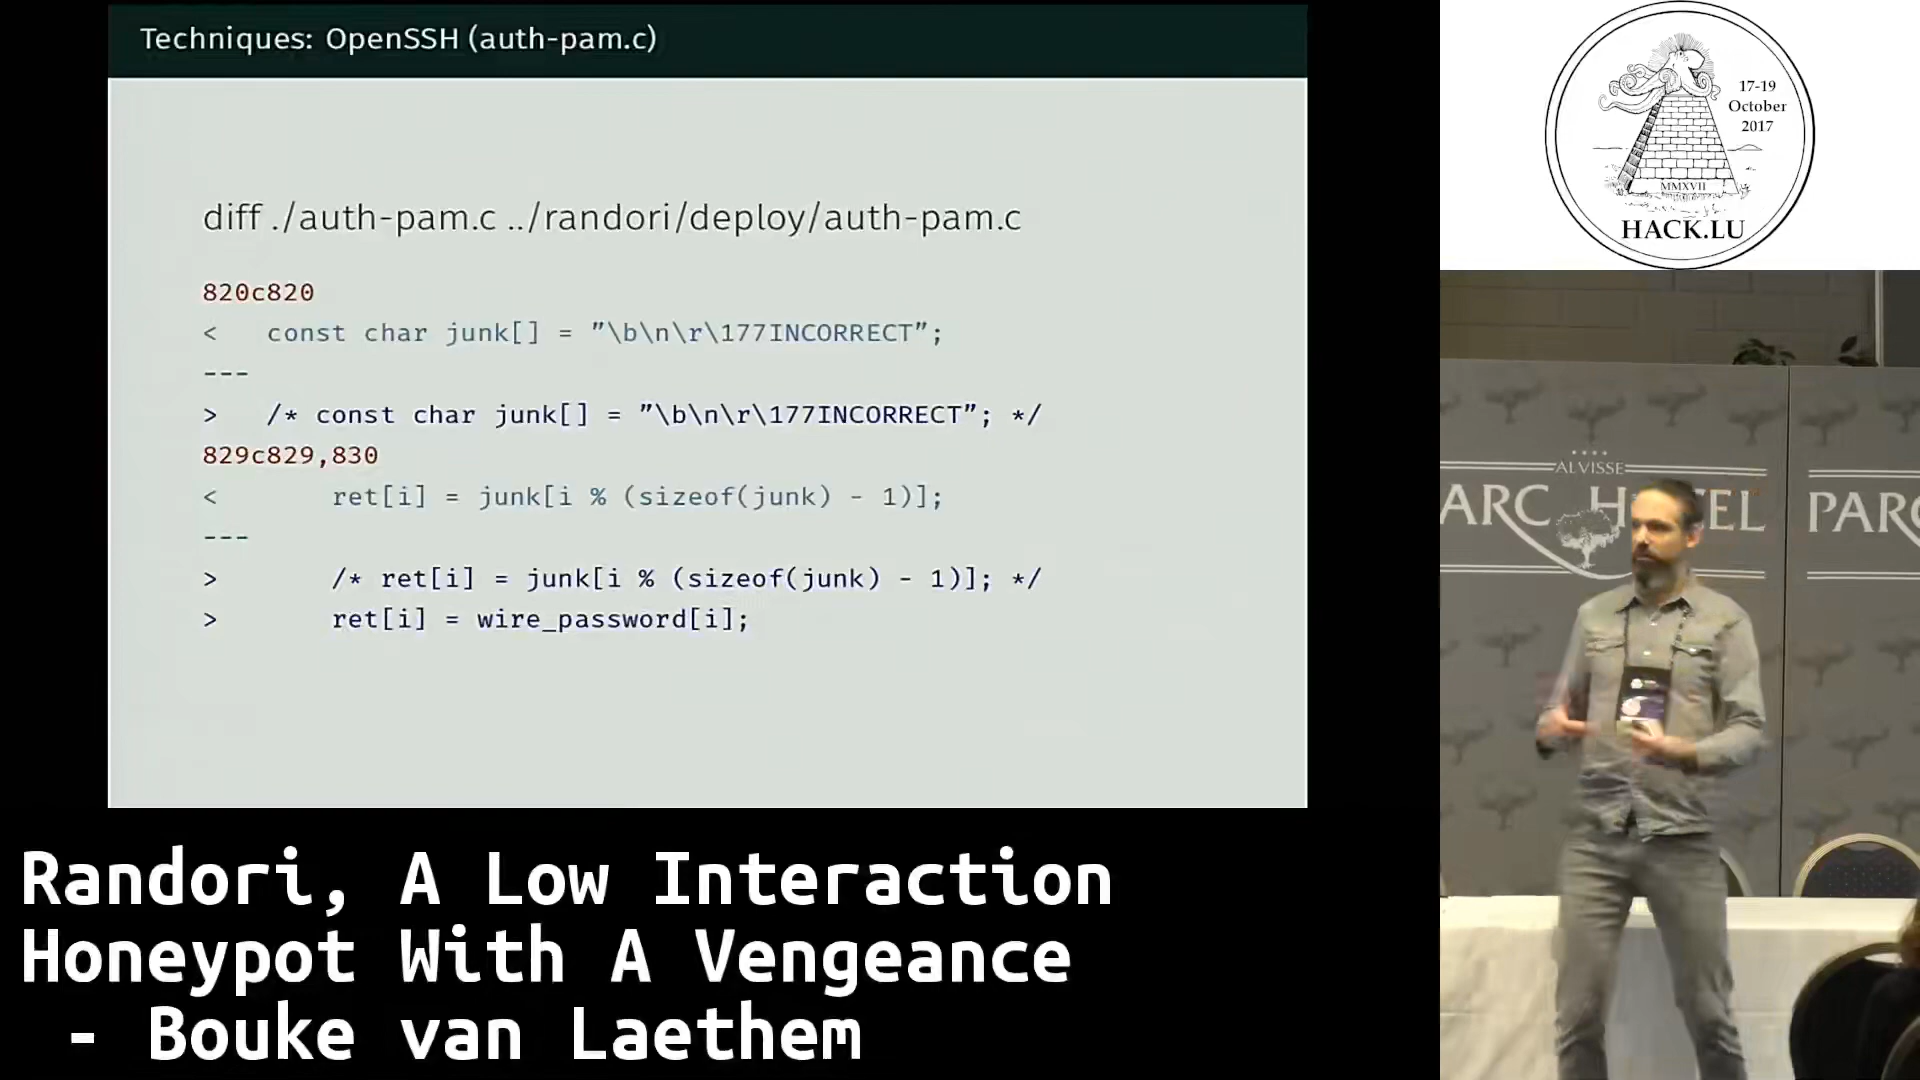 Techniques: OpenSSH (auth-pam.c)
diff ./auth-pam.c ../randori/deploy/auth-pam.c
820c820
<   const char junk[] = ”\b\n\r\177INCORRECT”;
---
>   /* const char junk[] = ”\b\n\r\177INCORRECT”; */
829c829,830
<       ret[i] = junk[i % (sizeof(junk) - 1)];
---
>       /* ret[i] = junk[i % (sizeof(junk) - 1)]; */
>       ret[i] = wire_password[i];
Randori, A Low Interaction
Honeypot With A Vengeance
- Bouke van Laethem
17-19
October
2017
MMXVII
HACK.LU
ALVISSE
PARC